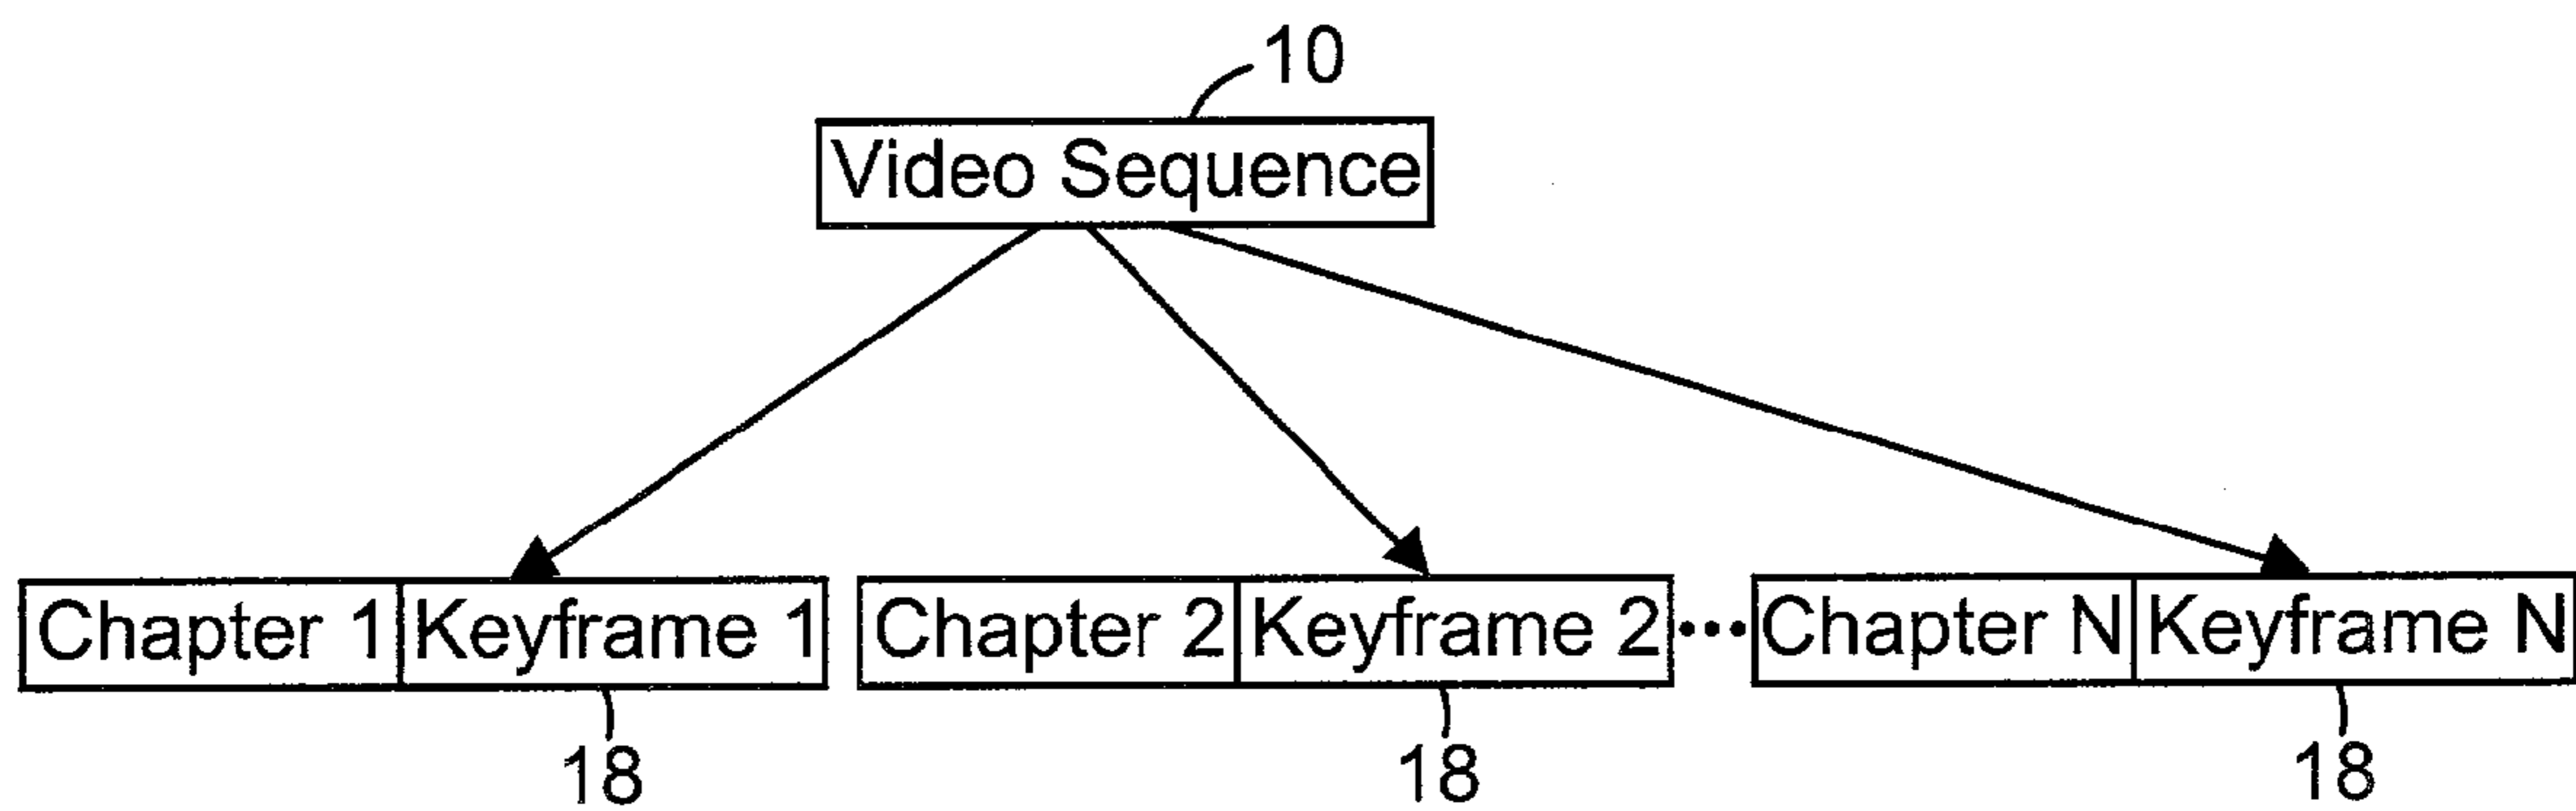 10
Video Sequence
Chapter 1 Keyframe 1 Chapter 2 Keyframe 2 ••• Chapter N Keyframe N
18 18 18